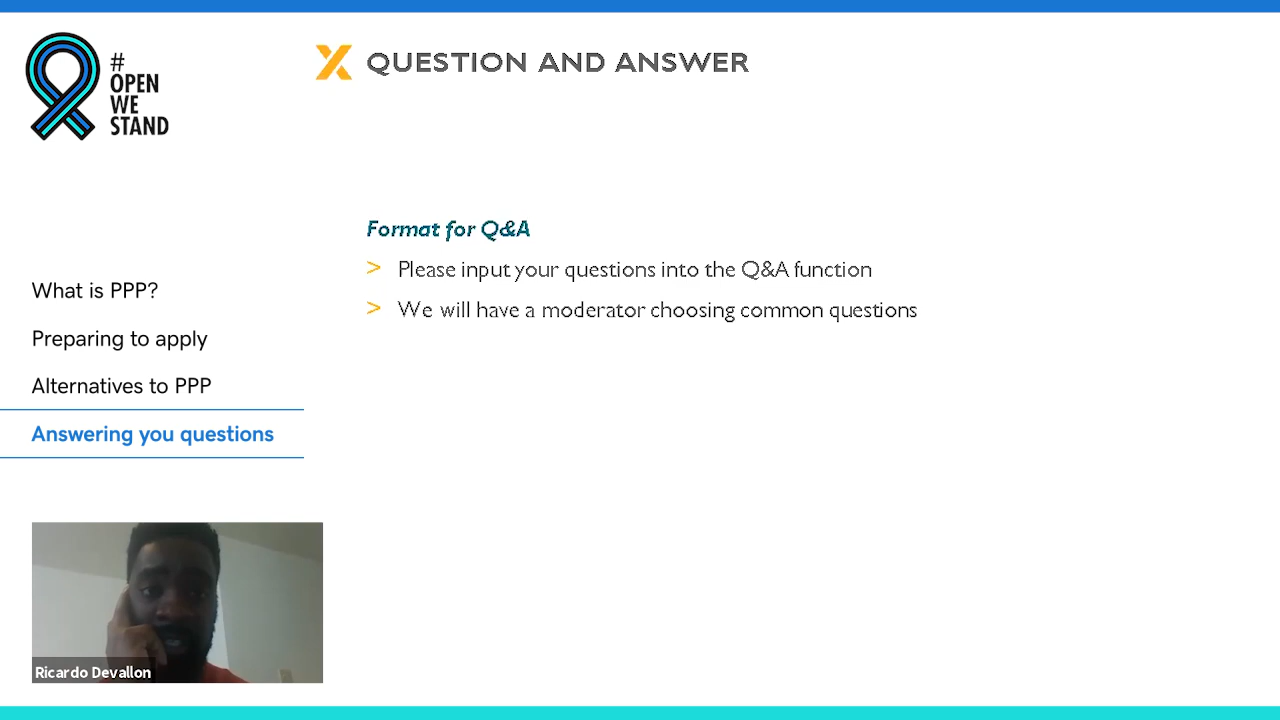 #
OPEN
WE
STAND
QUESTION AND ANSWER
Format for Q&A
> Please input your questions into the Q&A function
> We will have a moderator choosing common questions
What is PPP?
Preparing to apply
Alternatives to PPP
Answering you questions
Ricardo Devallon